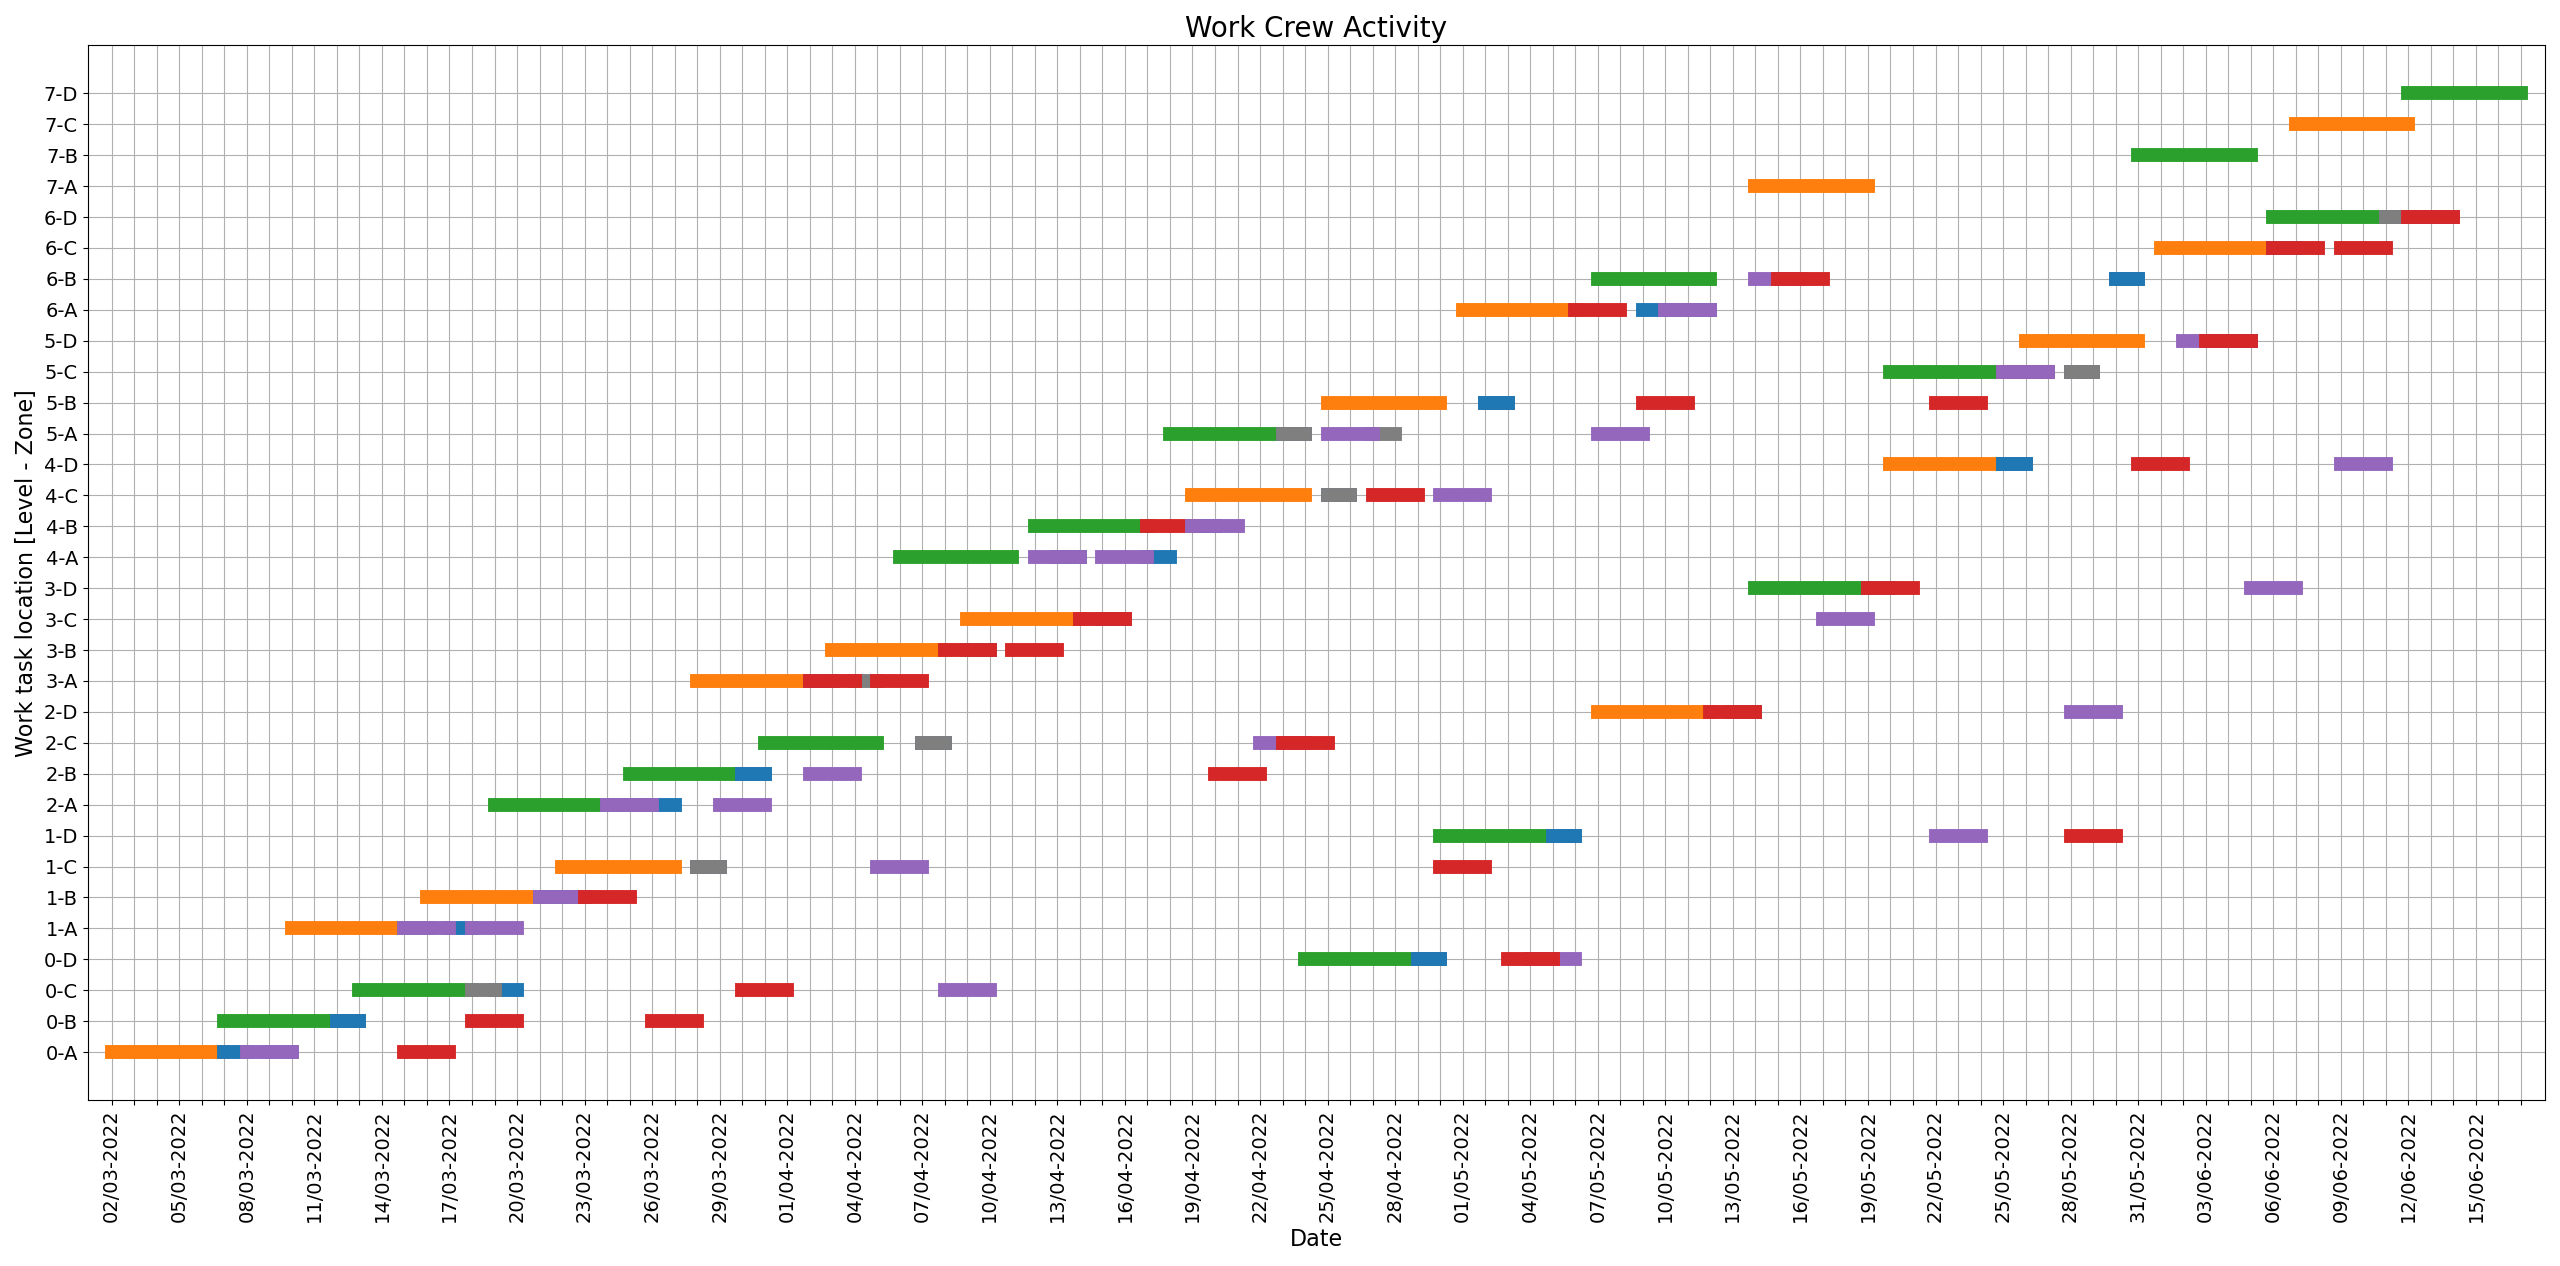 Work Crew Activity
Work task location [Level - Zone]
7-D
7-C
7-B
7-A
6-D
6-C
6-B
6-A
5-D
5-C
5-B
5-A
4-D
4-C
4-B
4-A
3-D
3-C
3-B
3-A
2-D
2-C
2-B
2-A
1-D
1-C
1-B
1-A
0-D
0-C
0-B
0-A
02/03-2022
05/03-2022
08/03-2022
11/03-2022
14/03-2022
17/03-2022
20/03-2022
23/03-2022
26/03-2022
29/03-2022
01/04-2022
04/04-2022
07/04-2022
10/04-2022
13/04-2022
16/04-2022
19/04-2022
22/04-2022
25/04-2022
28/04-2022
01/05-2022
04/05-2022
07/05-2022
10/05-2022
13/05-2022
16/05-2022
19/05-2022
22/05-2022
25/05-2022
28/05-2022
31/05-2022
03/06-2022
06/06-2022
09/06-2022
12/06-2022
15/06-2022
Date